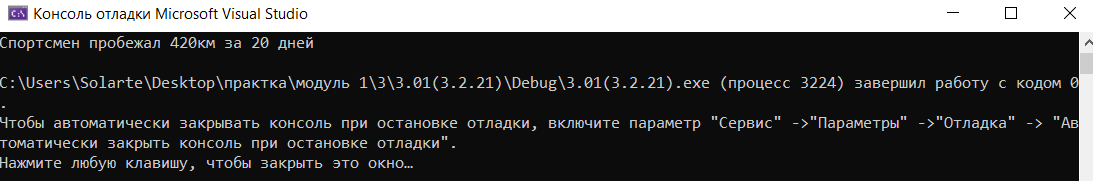 Консоль отладки Microsoft Visual Studio
Спортсмен пробежал 420км за 20 дней
C:\Users\Solarte\Desktop\практка\модуль 1\3\3.01(3.2.21)\Debug\3.01(3.2.21).exe (процесс 3224) завершил работу с кодом 0
.
Чтобы автоматически закрывать консоль при остановке отладки, включите параметр "Сервис" ->"Параметры" ->"Отладка" -> "Ав
томатически закрыть консоль при остановке отладки".
Нажмите любую клавишу, чтобы закрыть это окно…